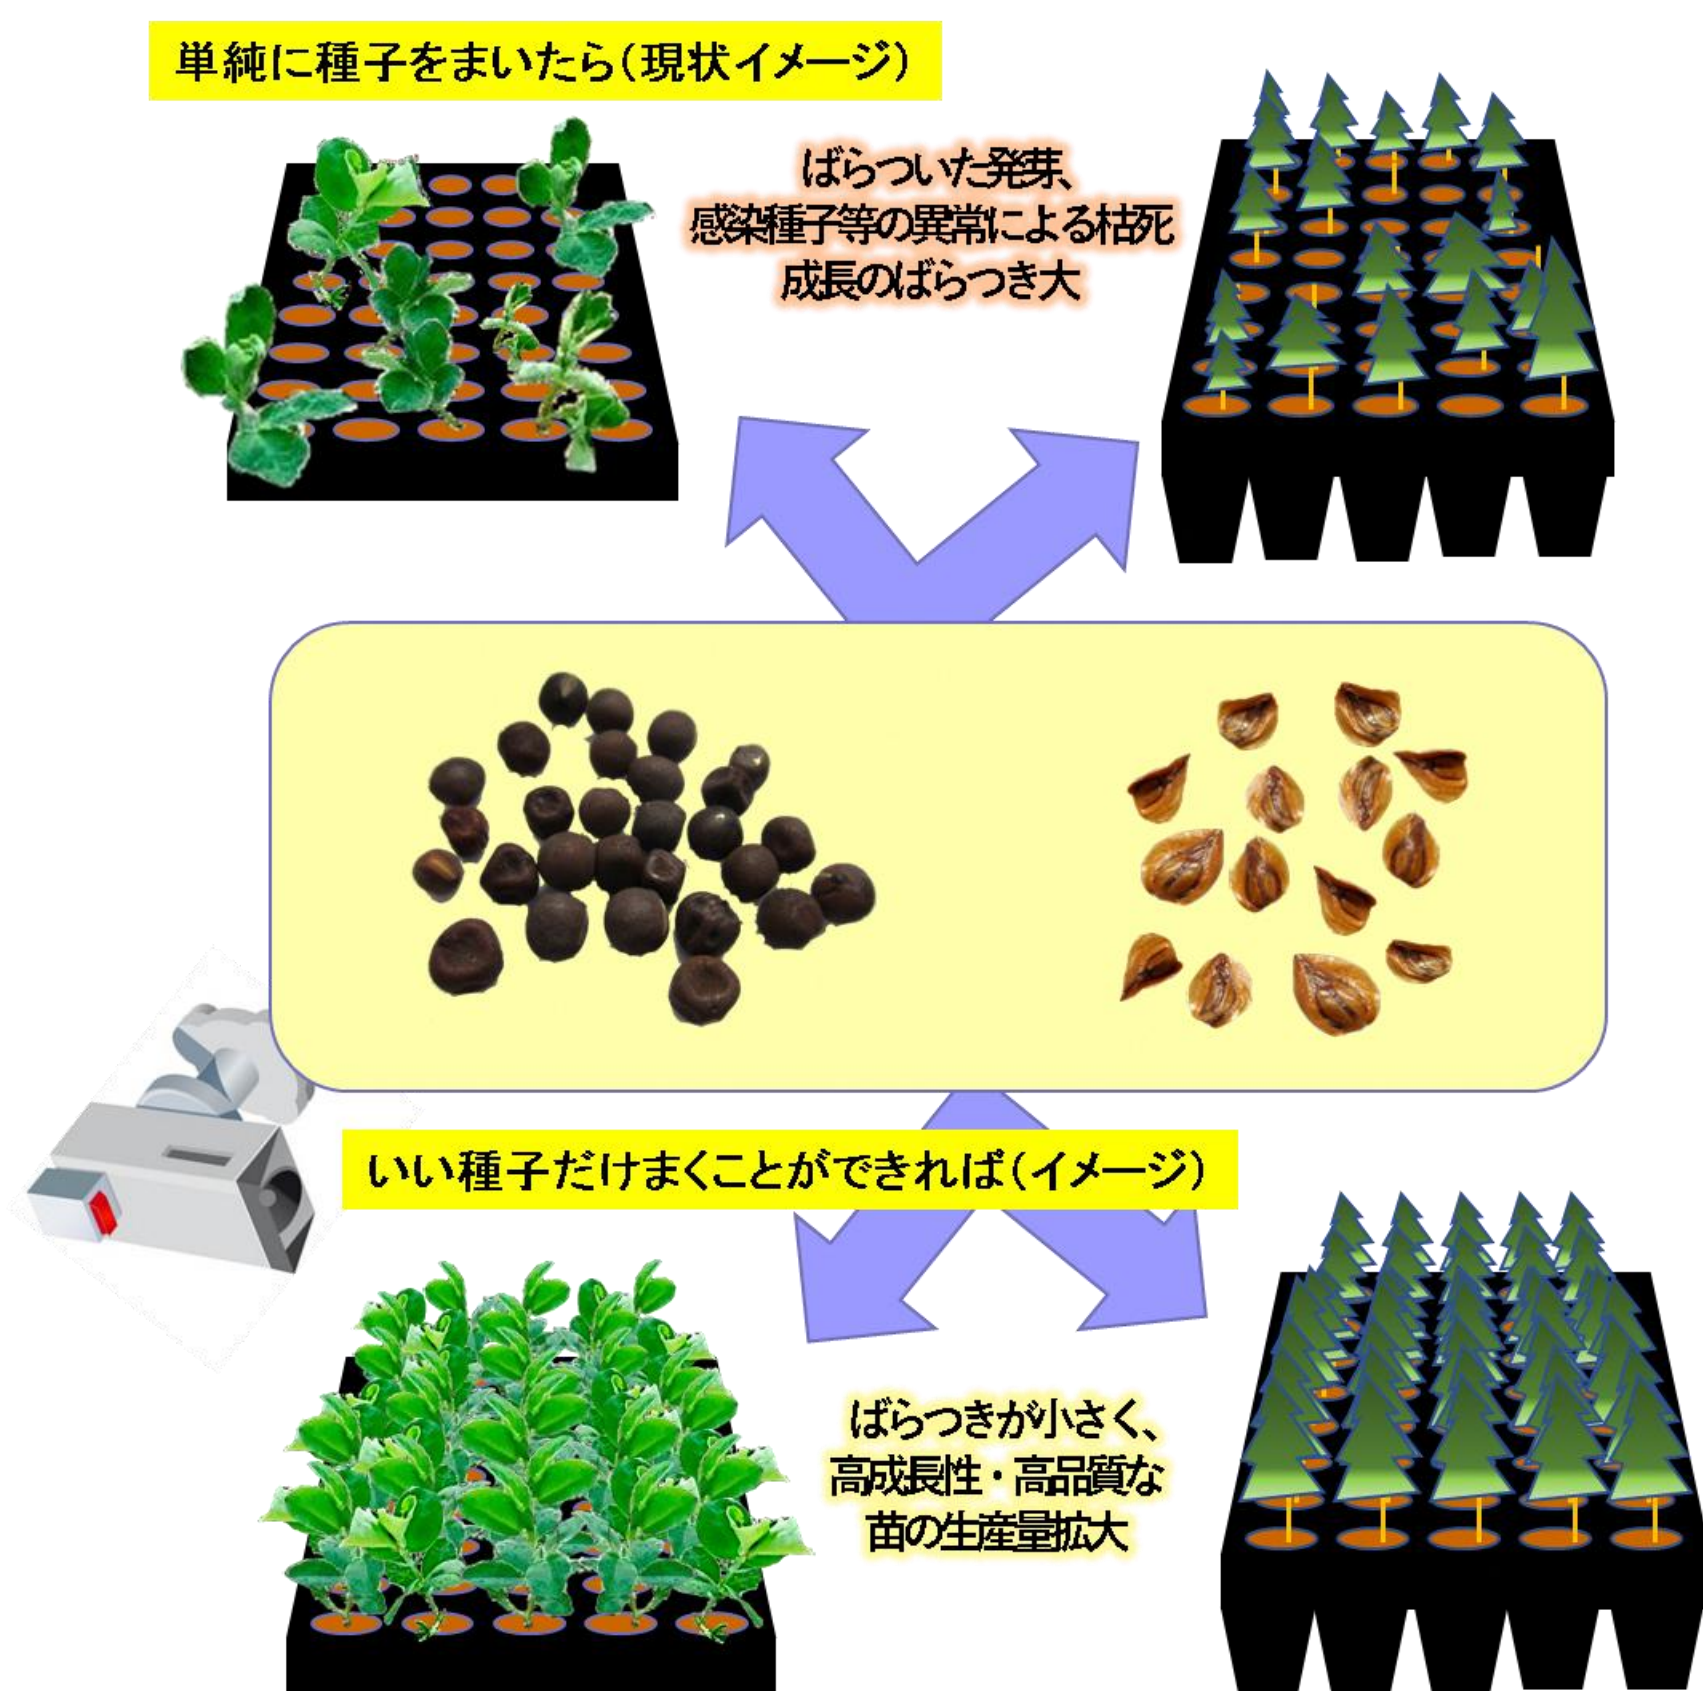 単純に種子をまいたら（現状イメージ）
ばらついた発芽、
感染種子等の異常による枯死
成長のばらつき大
いい種子だけまくことができれば（イメージ）
ばらつきが小さく、
高成長性・高品質な
苗の生産量拡大